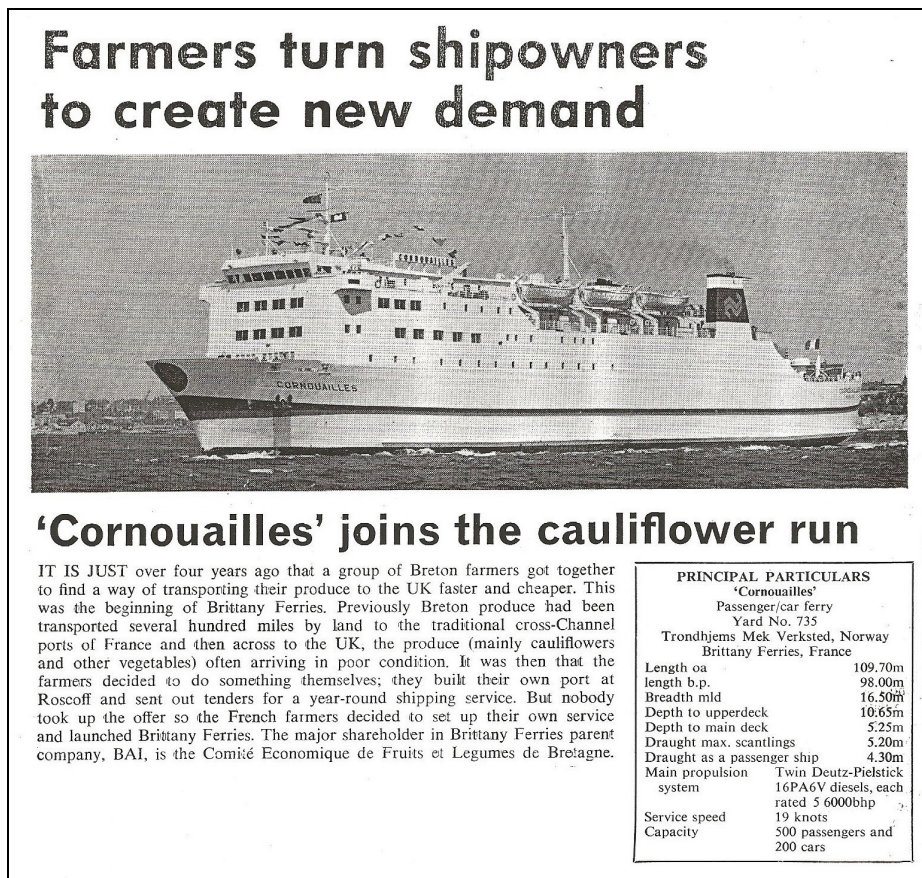 Farmers turn shipowners
to create new demand
CORNOUAILLES
CORNOUAILLES
'Cornouailles' joins the cauliflower run
IT IS JUST over four years ago that a group of Breton farmers got together
to find a way of transporting their produce to the UK faster and cheaper. This
was the beginning of Brittany Ferries. Previously Breton produce had been
transported several hundred miles by land to the traditional cross-Channel
ports of France and then across to the UK, the produce (mainly cauliflowers
and other vegetables) often arriving in poor condition. It was then that the
farmers decided to do something themselves; they built their own port at
Roscoff and sent out tenders for a year-round shipping service. But nobody
took up the offer so the French farmers decided to set up their own service
and launched Brittany Ferries. The major shareholder in Brittany Ferries parent
company, BAI, is the Comité Economique de Fruits et Legumes de Bretagne.
PRINCIPAL PARTICULARS
'Cornouailles'
Passenger/car ferry
Yard No. 735
Trondhjems Mek Verksted, Norway
Brittany Ferries, France
Length oa 109.70m
length b.p. 98.00m
Breadth mld 16.50m
Depth to upperdeck 10.65m
Depth to main deck 5.25m
Draught max. scantlings 5.20m
Draught as a passenger ship 4.30m
Main propulsion Twin Deutz-Pielstick
system 16PA6V diesels, each
rated 5 6000bhp
Service speed 19 knots
Capacity 500 passengers and
200 cars